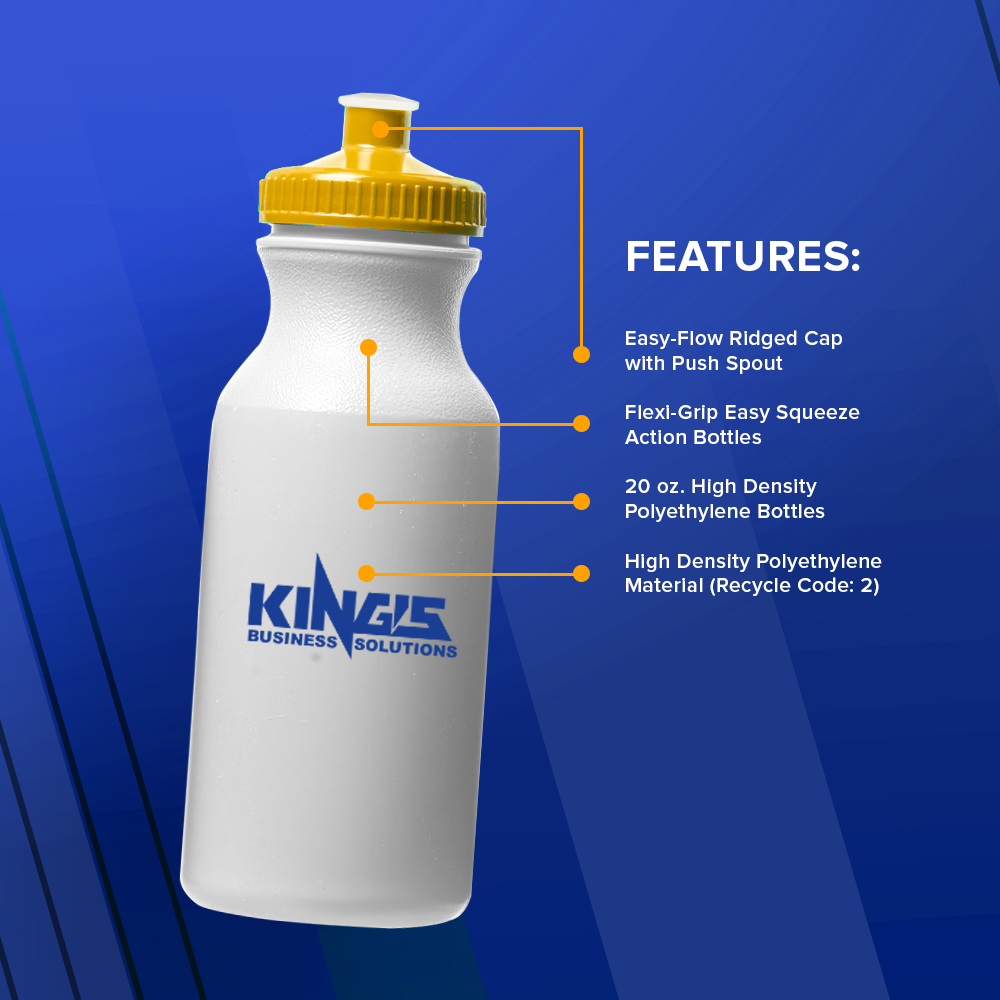 FEATURES:
Easy-Flow Ridged Cap
with Push Spout
Flexi-Grip Easy Squeeze
Action Bottles
20 oz. High Density
Polyethylene Bottles
High Density Polyethylene
Material (Recycle Code: 2)
KING'S
BUSINESS SOLUTIONS